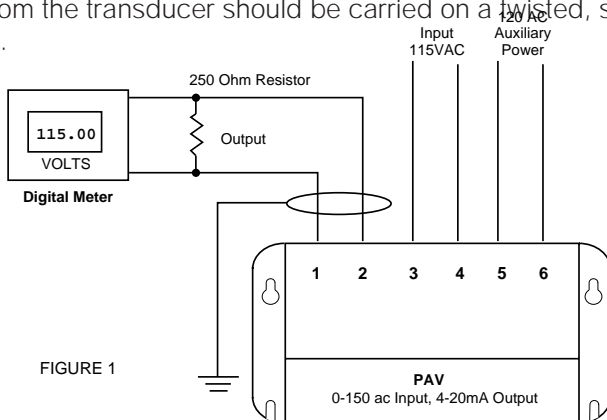 om the transducer should be carried on a twisted, s
.
120 AC
Input
115VAC
Auxiliary
Power
250 Ohm Resistor
115.00
VOLTS
Output
Digital Meter
1 2 3 4 5 6
FIGURE 1
PAV
0-150 ac Input, 4-20mA Output